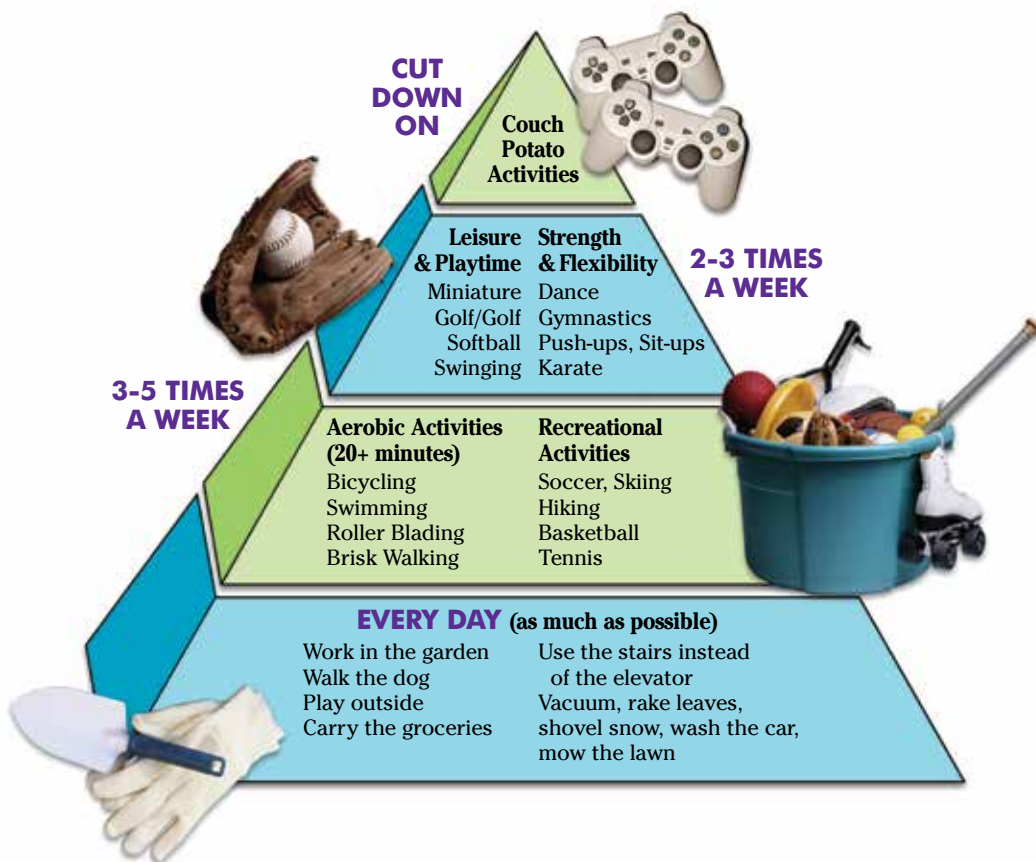 CUT
DOWN
ON
Couch
Potato
Activities
Leisure
& Playtime
Miniature
Golf/Golf
Softball
Swinging
Strength
& Flexibility
Dance
Gymnastics
Push-ups, Sit-ups
Karate
2-3 TIMES
A WEEK
3-5 TIMES
A WEEK
Aerobic Activities
(20+ minutes)
Bicycling
Swimming
Roller Blading
Brisk Walking
Recreational
Activities
Soccer, Skiing
Hiking
Basketball
Tennis
EVERY DAY (as much as possible)
Work in the garden
Walk the dog
Play outside
Carry the groceries
Use the stairs instead
of the elevator
Vacuum, rake leaves,
shovel snow, wash the car,
mow the lawn